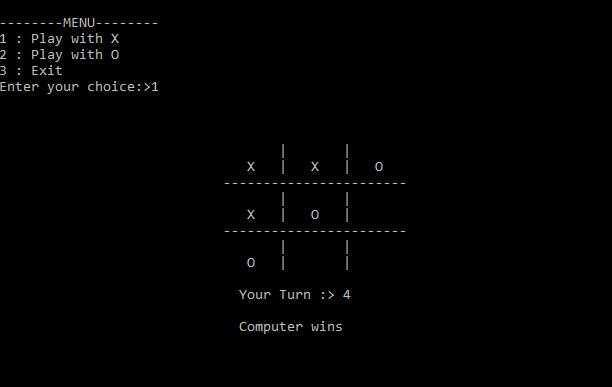 --------MENU--------
1 : Play with X
2 : Play with O
3 : Exit
Enter your choice:>1
| |
X | X | O
-----------------------
| |
X | O |
-----------------------
| |
O | |
Your Turn :> 4
Computer wins